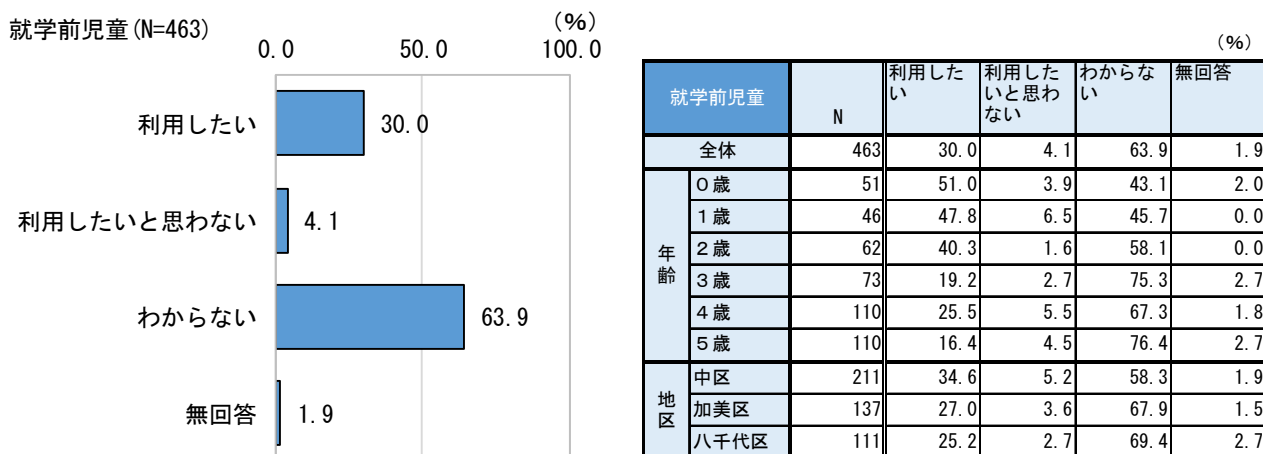 就学前児童(N=463)
(%)
0.0 50.0 100.0
利用したい 30.0
利用したいと思わない 4.1
わからない 63.9
無回答 1.9
(%)
就学前児童 N 利用したい 利用したいと思わない わからない 無回答
全体 463 30.0 4.1 63.9 1.9
年齢
０歳 51 51.0 3.9 43.1 2.0
１歳 46 47.8 6.5 45.7 0.0
２歳 62 40.3 1.6 58.1 0.0
３歳 73 19.2 2.7 75.3 2.7
４歳 110 25.5 5.5 67.3 1.8
５歳 110 16.4 4.5 76.4 2.7
地区
中区 211 34.6 5.2 58.3 1.9
加美区 137 27.0 3.6 67.9 1.5
八千代区 111 25.2 2.7 69.4 2.7